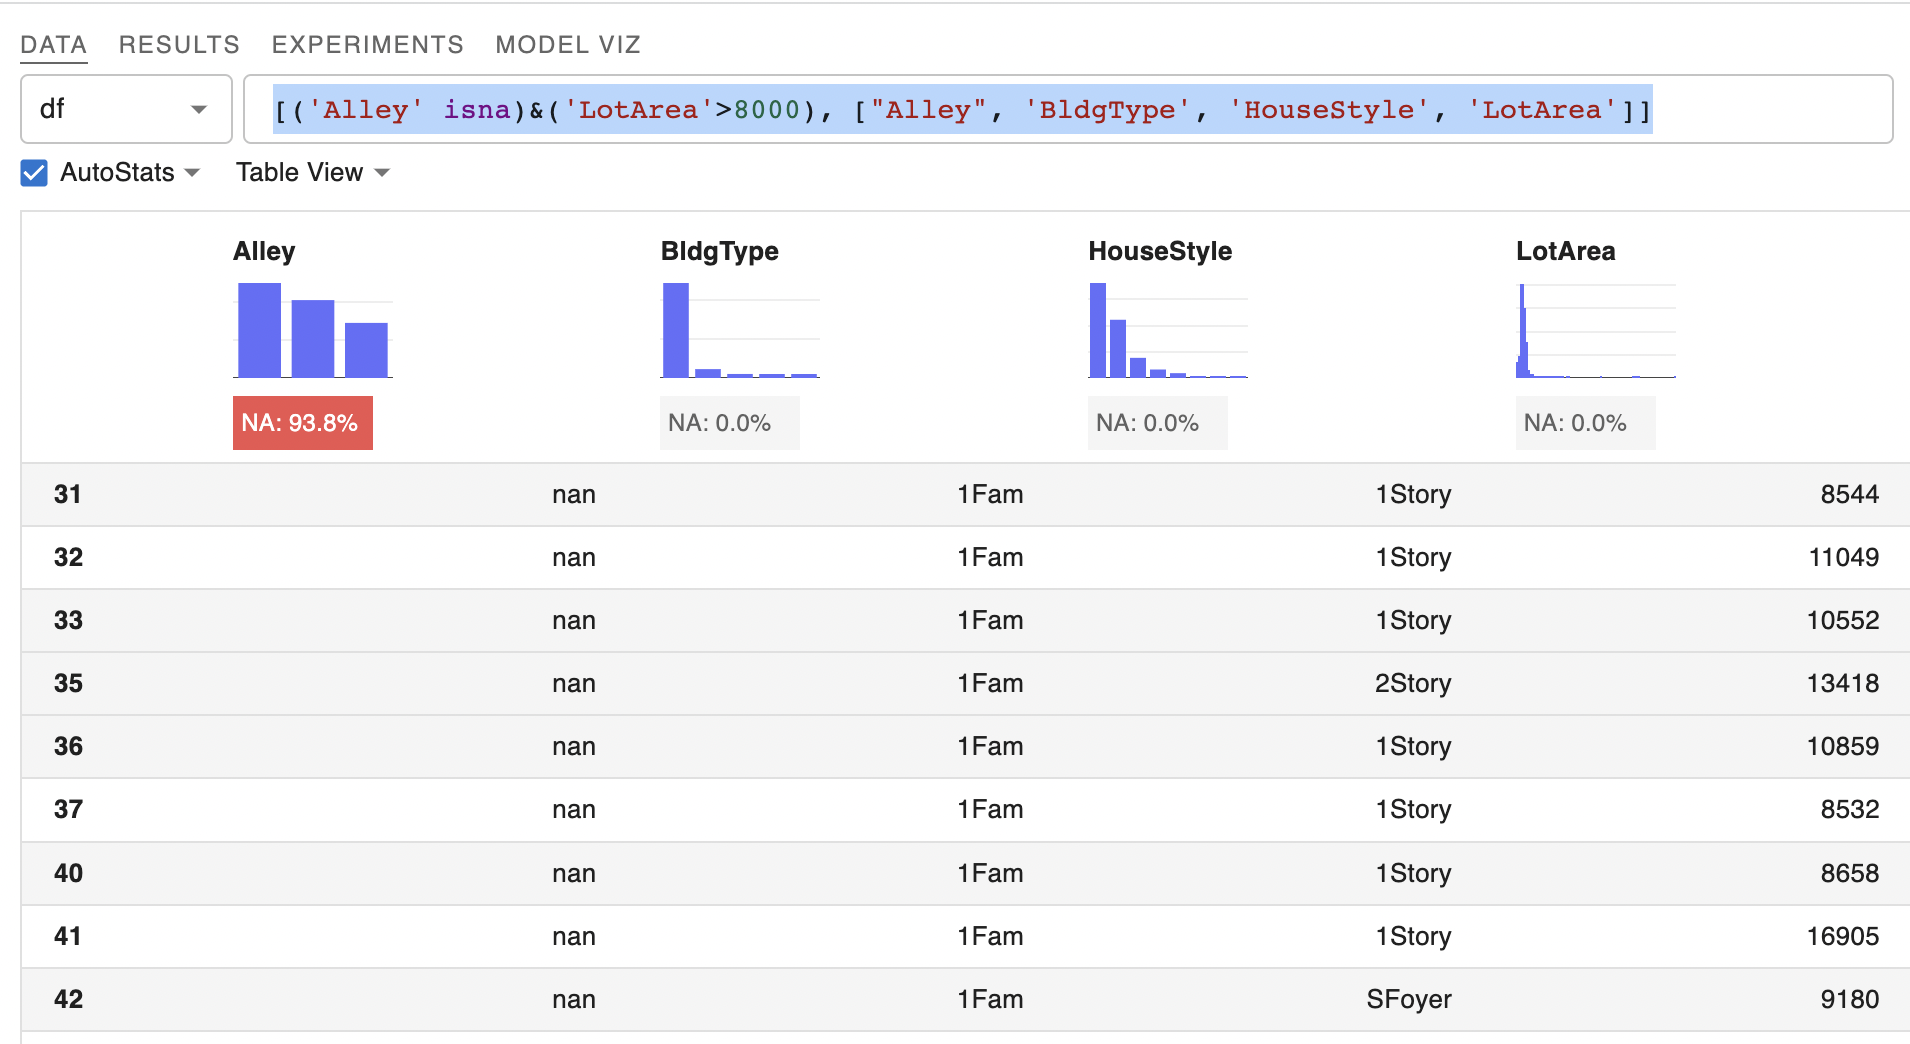 DATA RESULTS EXPERIMENTS MODEL VIZ
df [('Alley' isna)&('LotArea'>8000), ["Alley", 'BldgType', 'HouseStyle', 'LotArea']]
AutoStats Table View
Alley BldgType HouseStyle LotArea
NA: 93.8% NA: 0.0% NA: 0.0% NA: 0.0%
31 nan 1Fam 1Story 8544
32 nan 1Fam 1Story 11049
33 nan 1Fam 1Story 10552
35 nan 1Fam 2Story 13418
36 nan 1Fam 1Story 10859
37 nan 1Fam 1Story 8532
40 nan 1Fam 1Story 8658
41 nan 1Fam 1Story 16905
42 nan 1Fam SFoyer 9180